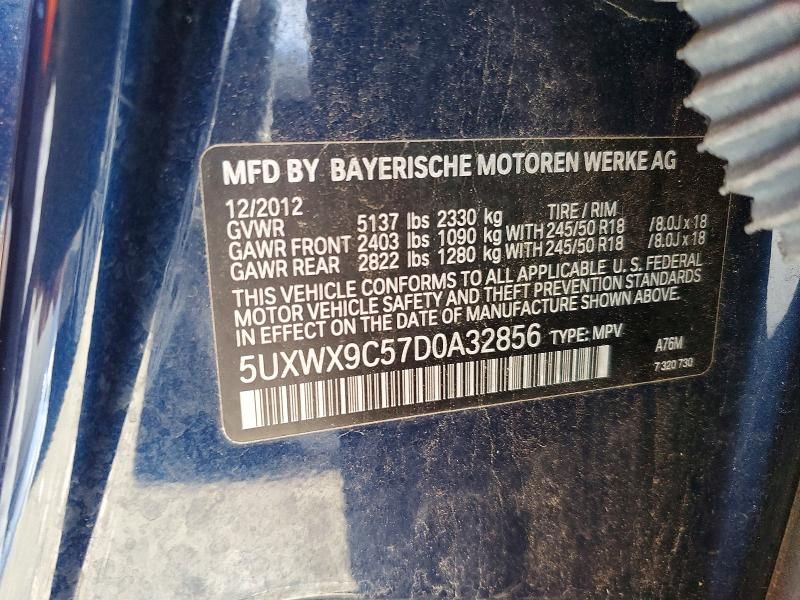 MFD BY BAYERISCHE MOTOREN WERKE AG
12/2012 TIRE / RIM
GVWR 5137 lbs 2330 kg
GAWR FRONT 2403 lbs 1090 kg WITH 245/50 R18 / 8.0J x 18
GAWR REAR 2822 lbs 1280 kg WITH 245/50 R18 / 8.0J x 18
THIS VEHICLE CONFORMS TO ALL APPLICABLE U. S. FEDERAL
MOTOR VEHICLE SAFETY AND THEFT PREVENTION STANDARDS
IN EFFECT ON THE DATE OF MANUFACTURE SHOWN ABOVE.
5UXWX9C57D0A32856 TYPE: MPV
A76M
7 320 730